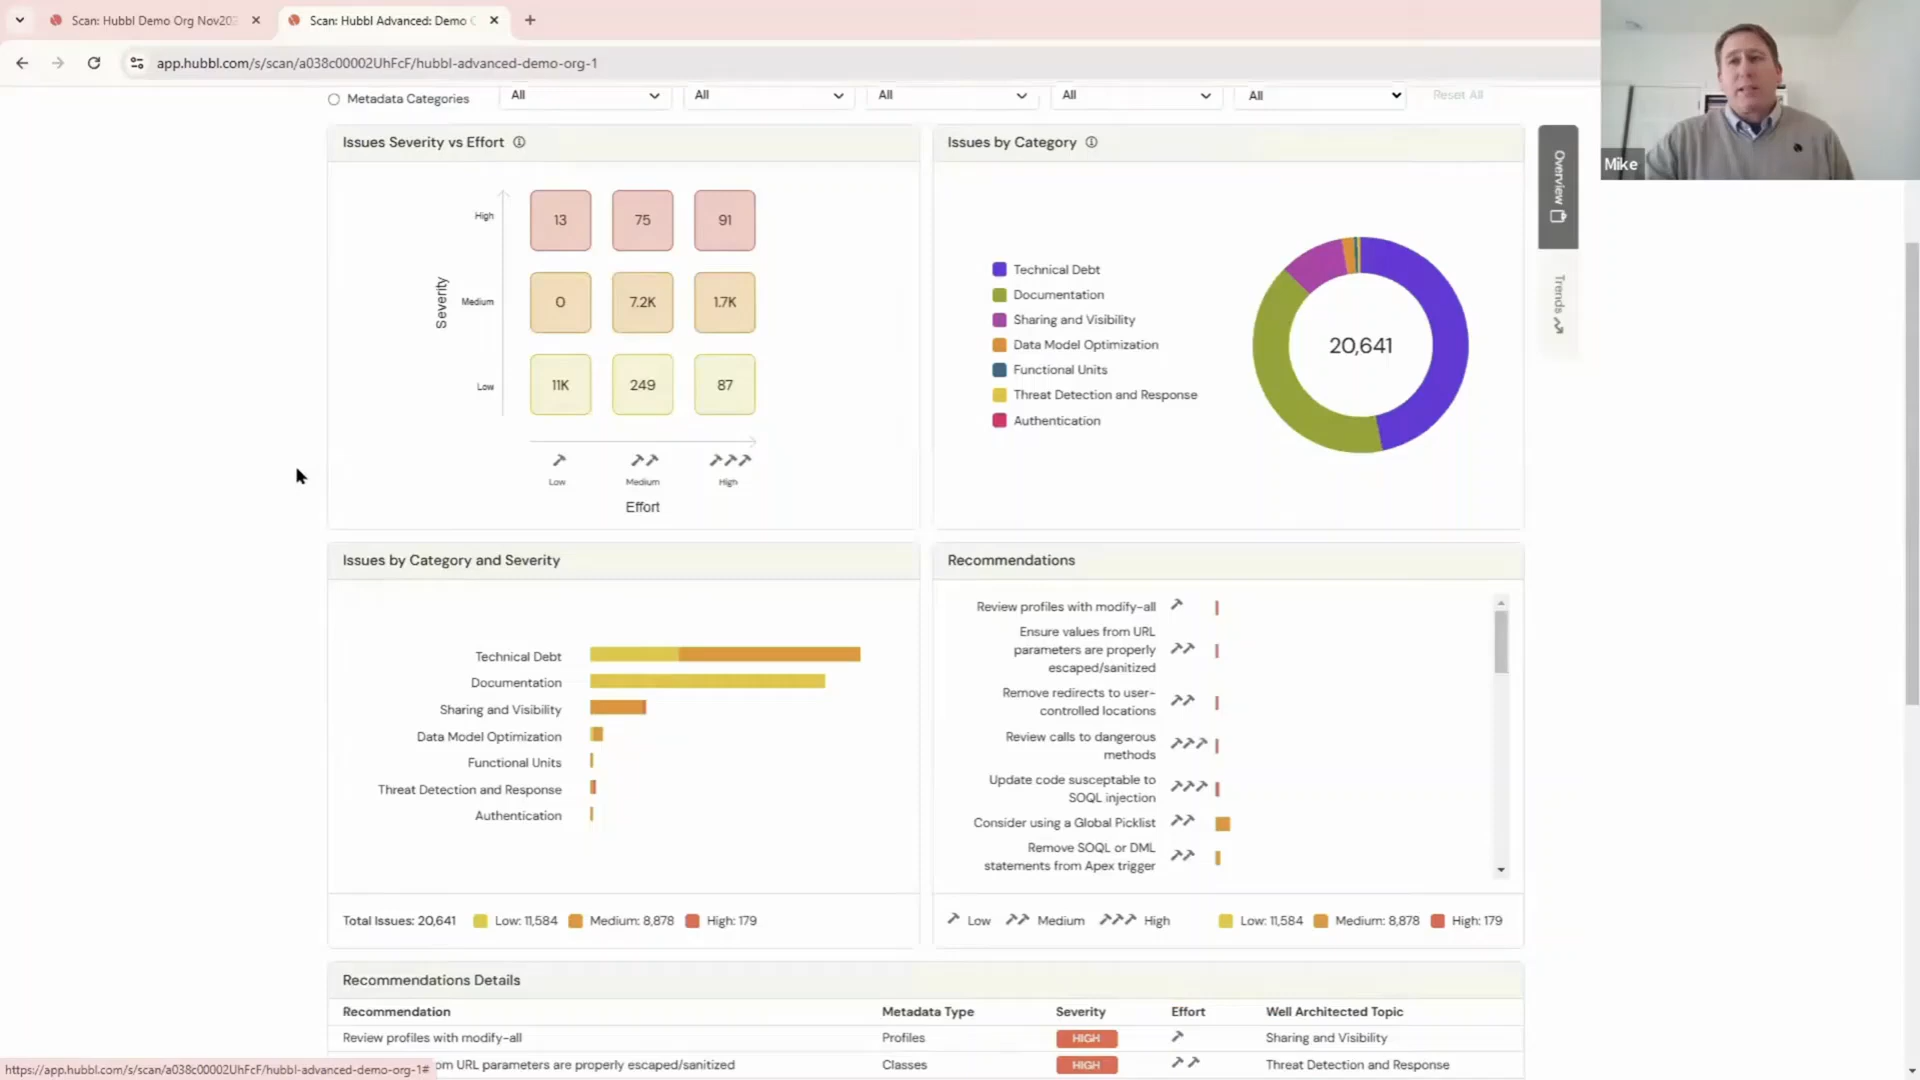 Scan: Hubbl Demo Org Nov202
Scan: Hubbl Advanced: Demo O
app.hubbl.com/s/scan/a038c00002UhFcF/hubbl-advanced-demo-org-1
Mike
Metadata Categories
All
All
All
All
All
Reset All
Issues Severity vs Effort
High
13
75
91
Severity
Medium
0
7.2K
1.7K
Low
11K
249
87
Low
Medium
High
Effort
Issues by Category
Technical Debt
Documentation
Sharing and Visibility
Data Model Optimization
Functional Units
Threat Detection and Response
Authentication
20,641
Overview
Trends
Issues by Category and Severity
Technical Debt
Documentation
Sharing and Visibility
Data Model Optimization
Functional Units
Threat Detection and Response
Authentication
Total Issues: 20,641 Low: 11,584 Medium: 8,878 High: 179
Recommendations
Review profiles with modify-all
Ensure values from URL
parameters are properly
escaped/sanitized
Remove redirects to user-
controlled locations
Review calls to dangerous
methods
Update code susceptable to
SOQL injection
Consider using a Global Picklist
Remove SOQL or DML
statements from Apex trigger
Low Medium High Low: 11,584 Medium: 8,878 High: 179
Recommendations Details
Recommendation Metadata Type Severity Effort Well Architected Topic
Review profiles with modify-all Profiles HIGH Sharing and Visibility
om URL parameters are properly escaped/sanitized Classes HIGH Threat Detection and Response
https://app.hubbl.com/s/scan/a038c00002UhFcF/hubbl-advanced-demo-org-1#